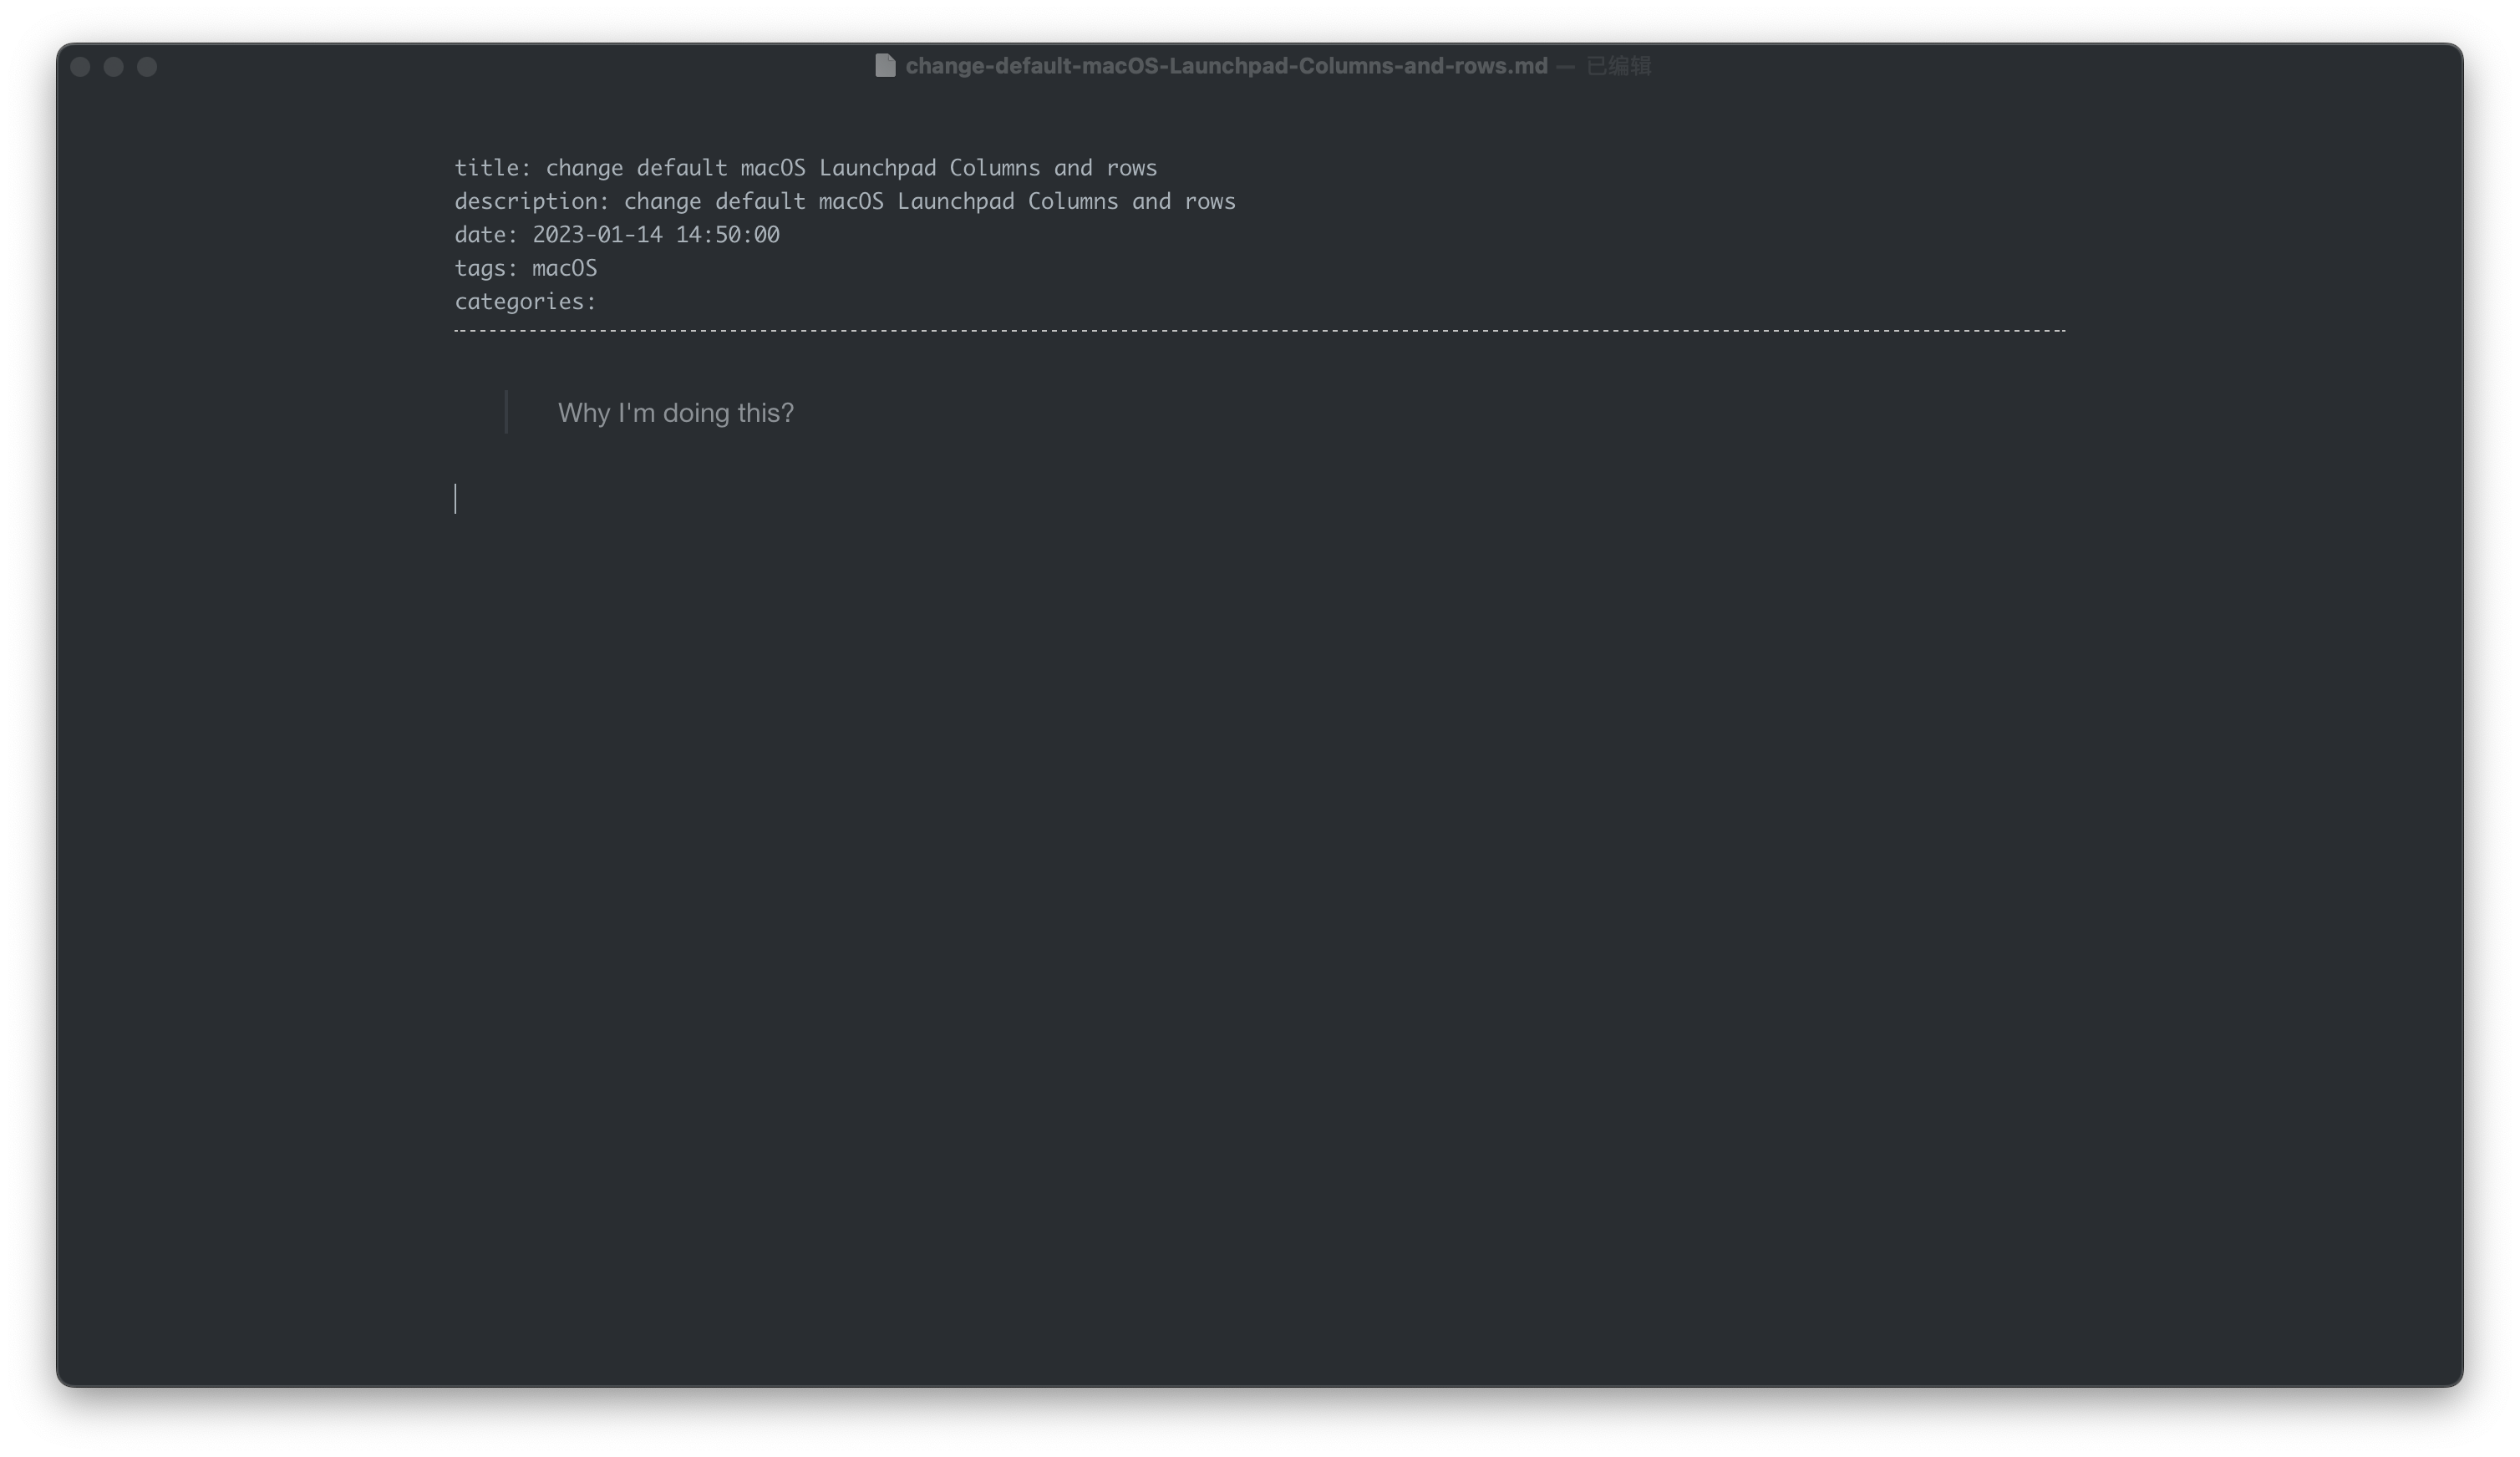 change-default-macOS-Launchpad-Columns-and-rows.md — 已编辑
title: change default macOS Launchpad Columns and rows
description: change default macOS Launchpad Columns and rows
date: 2023-01-14 14:50:00
tags: macOS
categories:
Why I'm doing this?